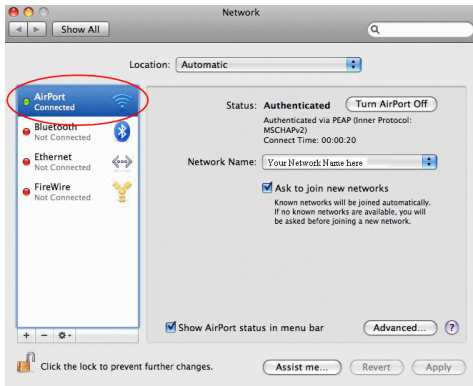 Network
Show All
Location: Automatic
AirPort
Connected
Bluetooth
Not Connected
Ethernet
Not Connected
FireWire
Not Connected
Status: Authenticated Turn AirPort Off
Authenticated via PEAP (Inner Protocol:
MSCHAPv2)
Connect Time: 00:00:20
Network Name: Your Network Name here
Ask to join new networks
Known networks will be joined automatically.
If no known networks are available, you will
be asked before joining a new network.
+ −
Show AirPort status in menu bar Advanced... ?
Click the lock to prevent further changes. Assist me... Revert Apply